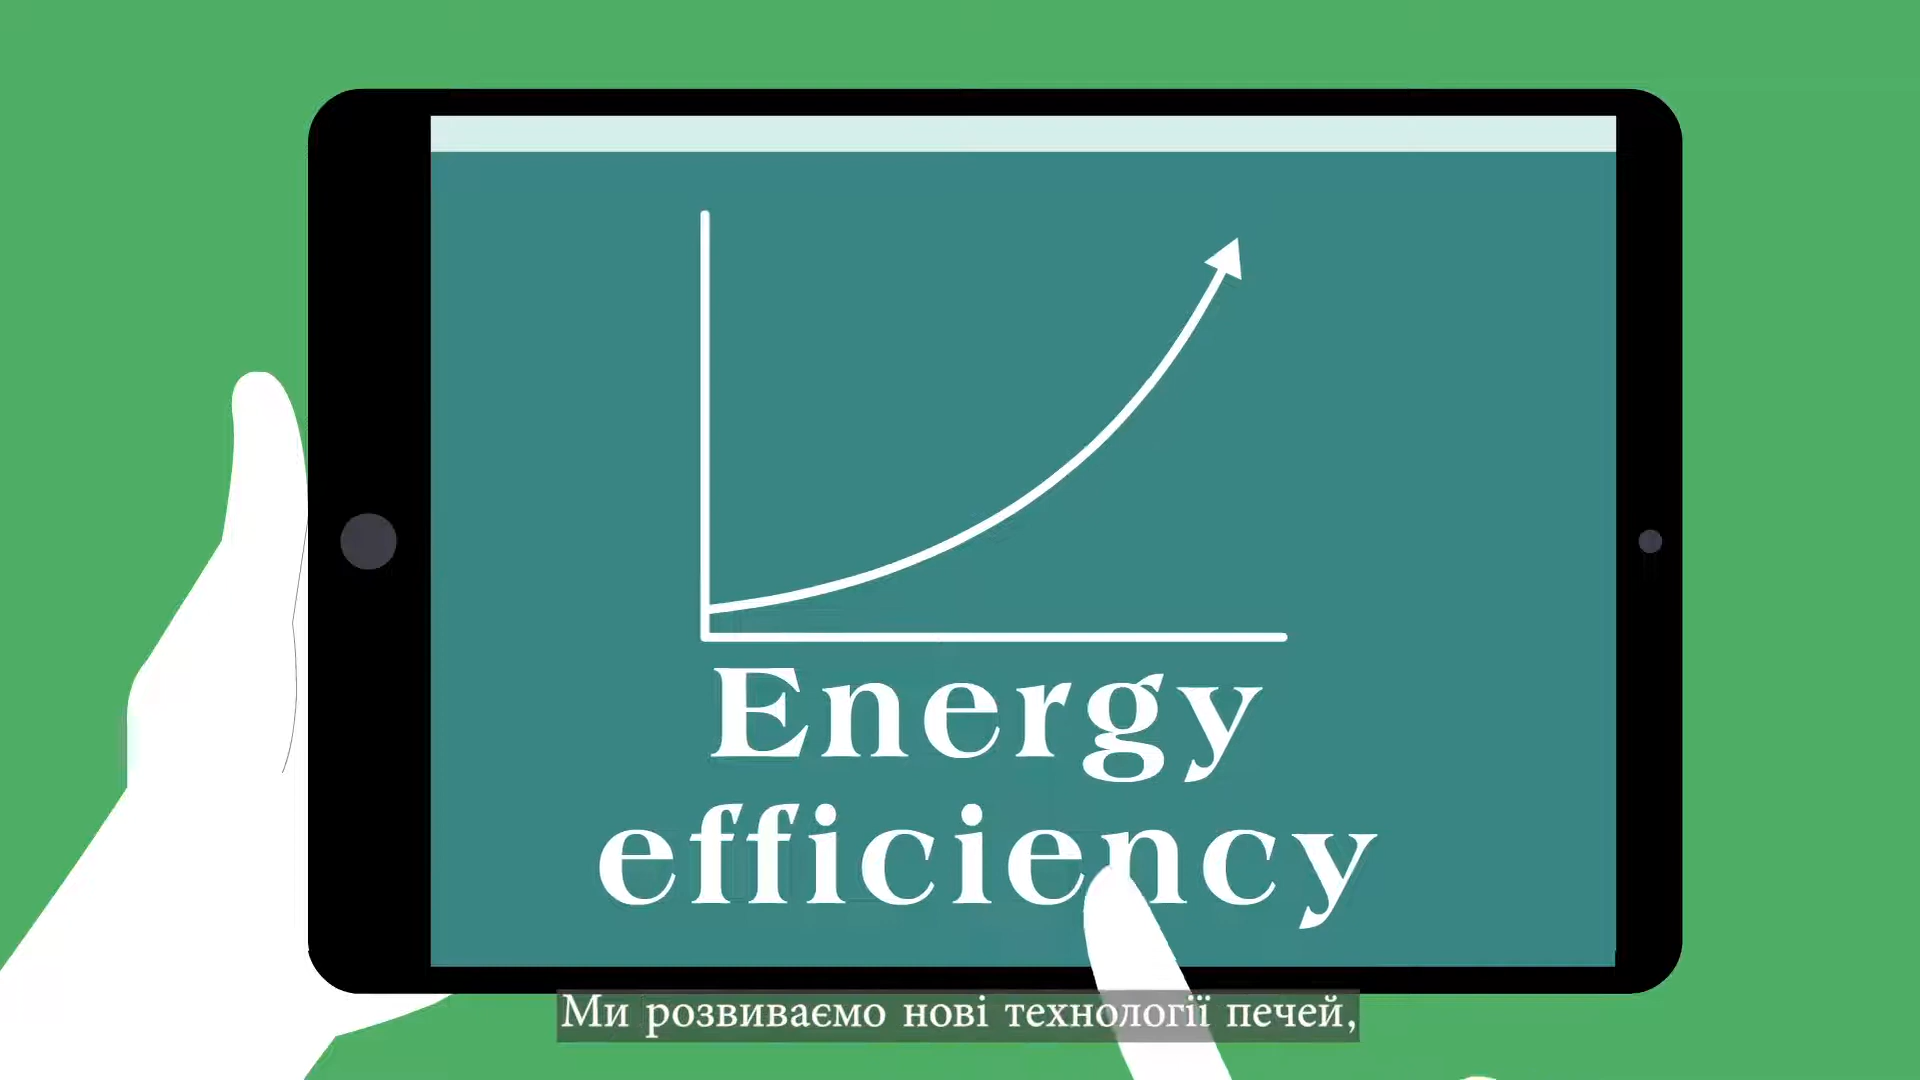 Energy
efficiency
Ми розвиваємо нові технології печей,